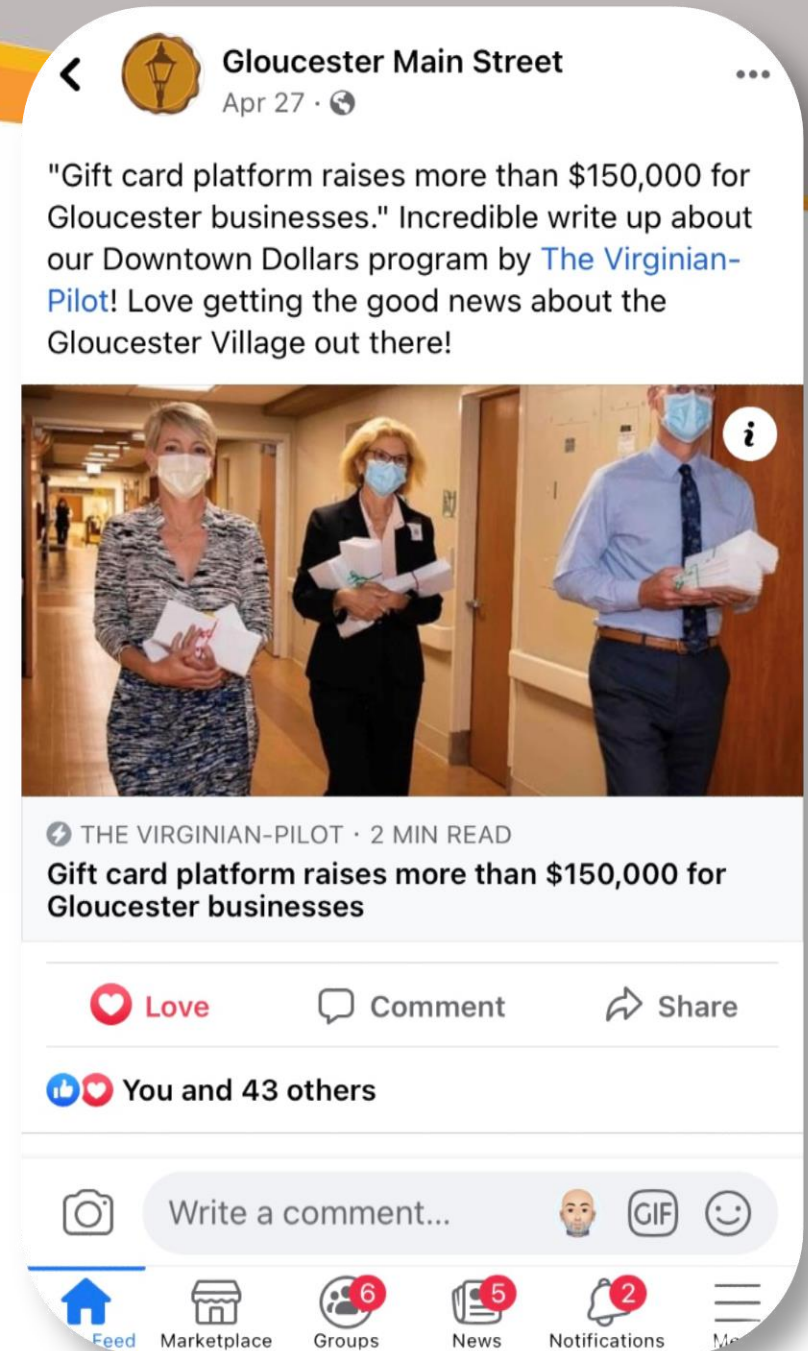 Gloucester Main Street
Apr 27 ·
"Gift card platform raises more than $150,000 for
Gloucester businesses." Incredible write up about
our Downtown Dollars program by The Virginian-
Pilot! Love getting the good news about the
Gloucester Village out there!
i
THE VIRGINIAN-PILOT · 2 MIN READ
Gift card platform raises more than $150,000 for
Gloucester businesses
Love Comment Share
You and 43 others
Write a comment... GIF
6 5 2
Feed Marketplace Groups News Notifications